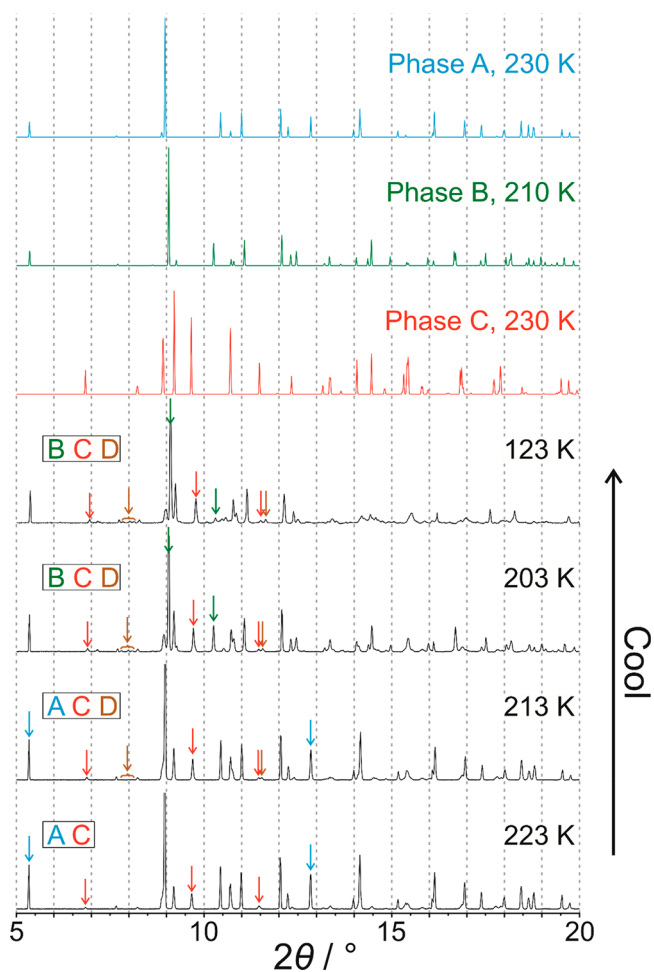 Phase A, 230 K
Phase B, 210 K
Phase C, 230 K
B C D
123 K
B C D
203 K
A C D
213 K
A C
223 K
Cool
5
10
15
20
2θ / °